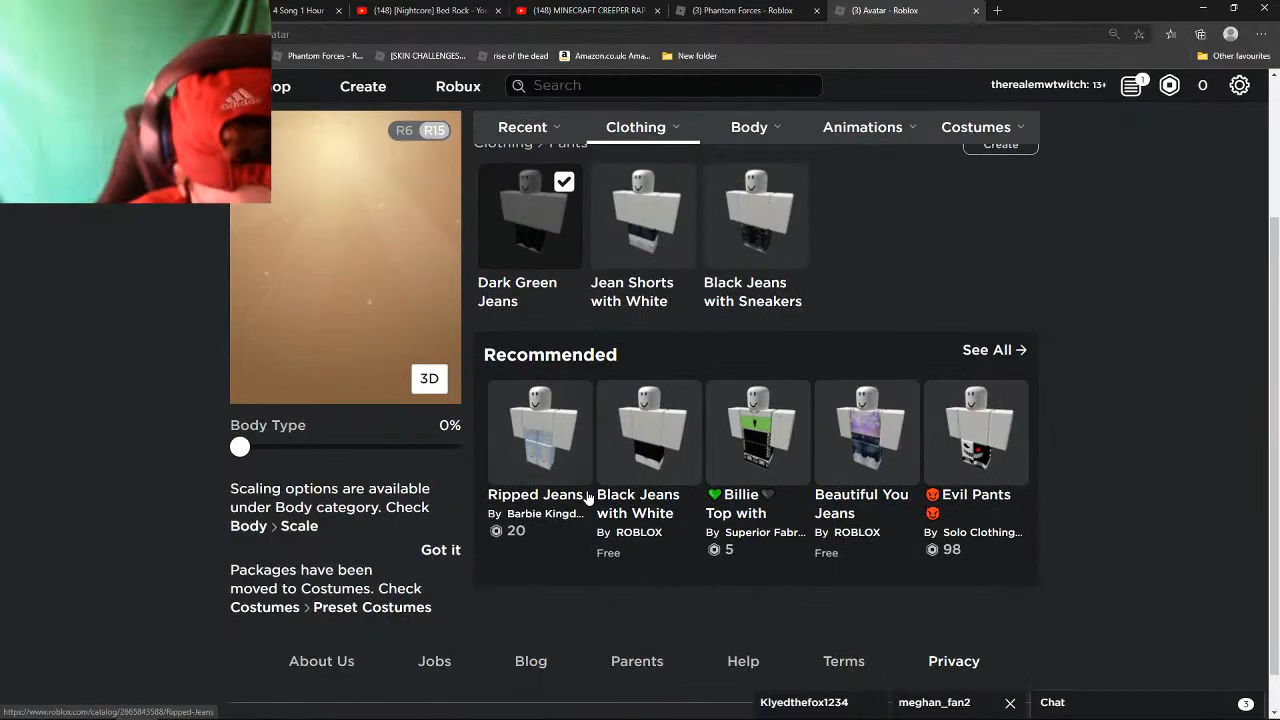 4 Song 1 Hour
(148) [Nightcore] Bed Rock - Yo
(148) MINECRAFT CREEPER RAP
(3) Phantom Forces - Roblox
(3) Avatar - Roblox
atar
Phantom Forces - R...
[SKIN CHALLENGES...
rise of the dead
Amazon.co.uk: Ama...
New folder
Other favourites
op
Create
Robux
Search
therealemwtwitch: 13+
1
0
R6 R15
Recent
Clothing
Body
Animations
Costumes
Clothing > Pants
Create
Dark Green
Jeans
Jean Shorts
with White
Black Jeans
with Sneakers
3D
Recommended
See All →
Body Type 0%
Scaling options are available
under Body category. Check
Body > Scale
Got it
Packages have been
moved to Costumes. Check
Costumes > Preset Costumes
Ripped Jeans
By Barbie Kingd...
20
Black Jeans
with White
By ROBLOX
Free
💚Billie🖤
Top with
By Superior Fabr...
5
Beautiful You
Jeans
By ROBLOX
Free
😈Evil Pants
😈
By Solo Clothing...
98
About Us
Jobs
Blog
Parents
Help
Terms
Privacy
Klyedthefox1234
meghan_fan2
Chat
3
https://www.roblox.com/catalog/2665843588/Ripped-Jeans